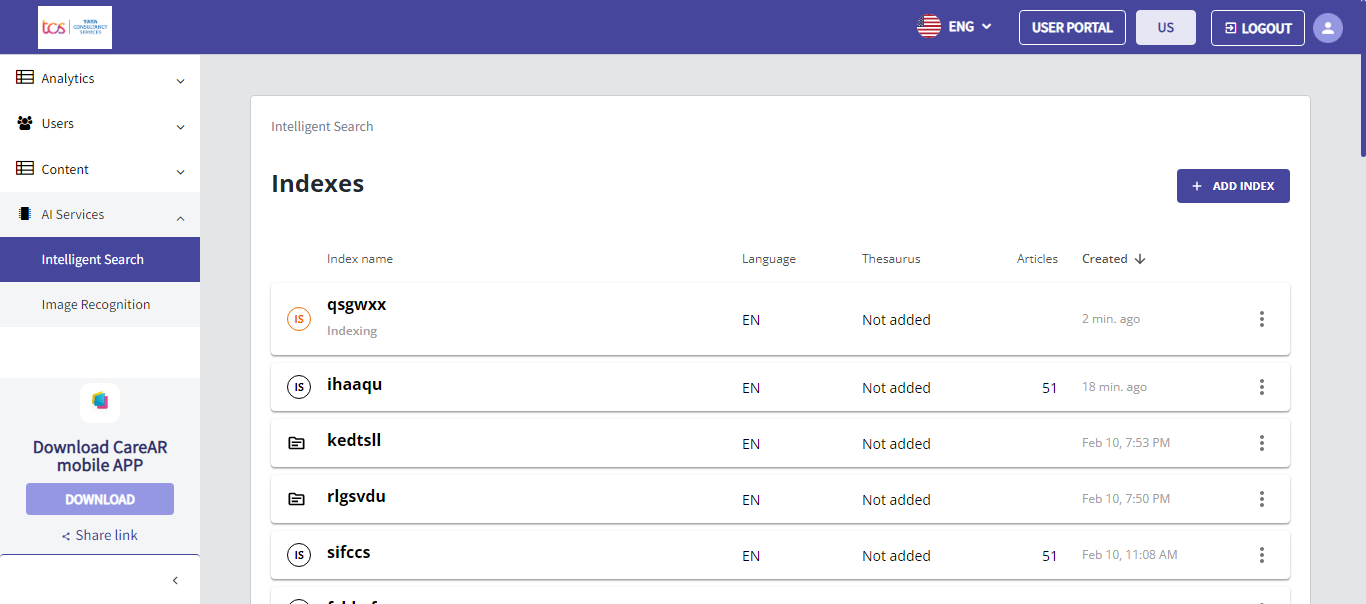 tcs TATA
CONSULTANCY
SERVICES
ENG
USER PORTAL
US
LOGOUT
Analytics
Users
Content
AI Services
Intelligent Search
Image Recognition
Download CareAR
mobile APP
DOWNLOAD
Share link
Intelligent Search
Indexes
+ ADD INDEX
Index name Language Thesaurus Articles Created
IS qsgwxx EN Not added 2 min. ago
Indexing
IS ihaaqu EN Not added 51 18 min. ago
kedtsll EN Not added Feb 10, 7:53 PM
rlgsvdu EN Not added Feb 10, 7:50 PM
IS sifccs EN Not added 51 Feb 10, 11:08 AM